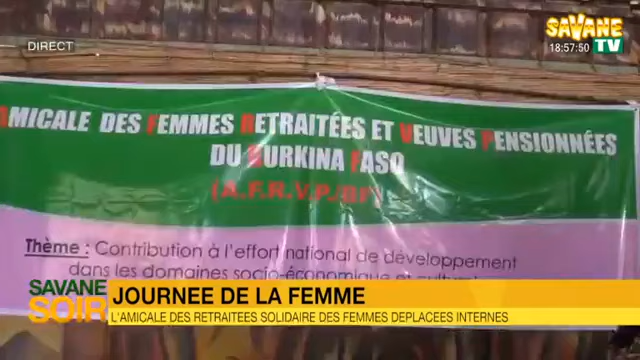 DIRECT
SAVANE
TV
18:57:50
AMICALE DES FEMMES RETRAITÉES ET VEUVES PENSIONNÉES
DU BURKINA FASO
(A.F.R.V.P/BF)
Thème : Contribution à l'effort national de développement
dans les domaines socio-économique et
SAVANE
SOIR
JOURNEE DE LA FEMME
L'AMICALE DES RETRAITEES SOLIDAIRE DES FEMMES DEPLACEES INTERNES